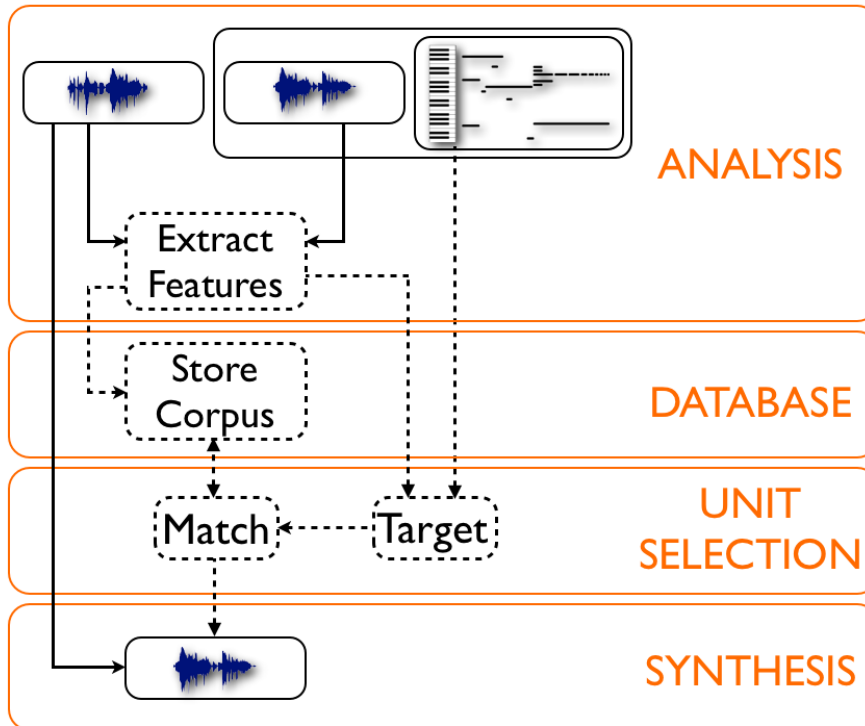 ANALYSIS
Extract
Features
Store
Corpus
DATABASE
Match
Target
UNIT
SELECTION
SYNTHESIS